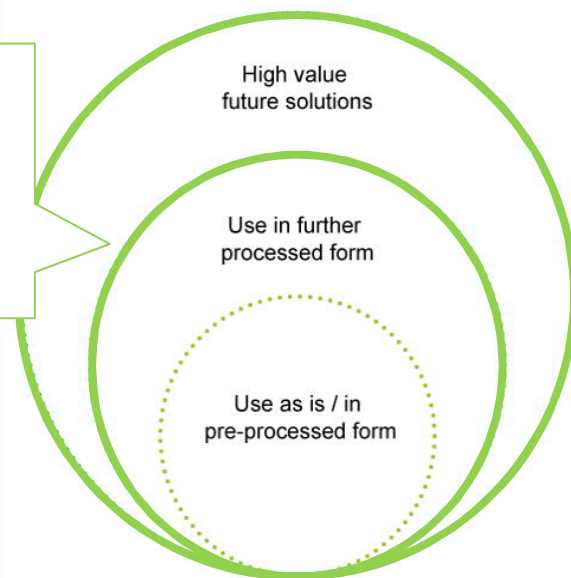 High value
future solutions
Use in further
processed form
Use as is / in
pre-processed form